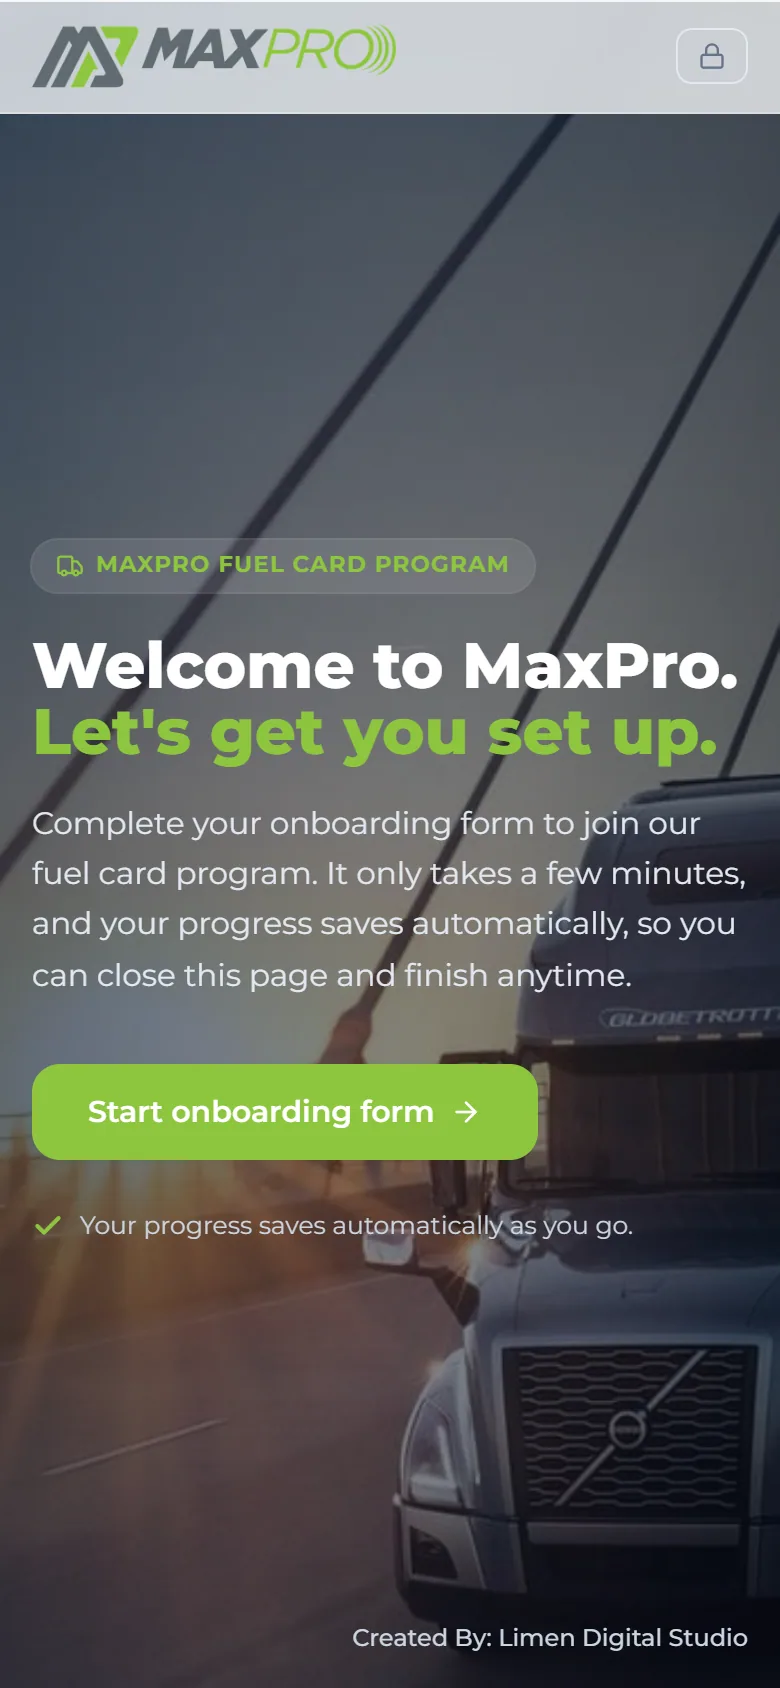 MAXPRO
MAXPRO FUEL CARD PROGRAM
Welcome to MaxPro.
Let's get you set up.
Complete your onboarding form to join our
fuel card program. It only takes a few minutes,
and your progress saves automatically, so you
can close this page and finish anytime.
GLOBETROTT
Start onboarding form
Your progress saves automatically as you go.
Created By: Limen Digital Studio